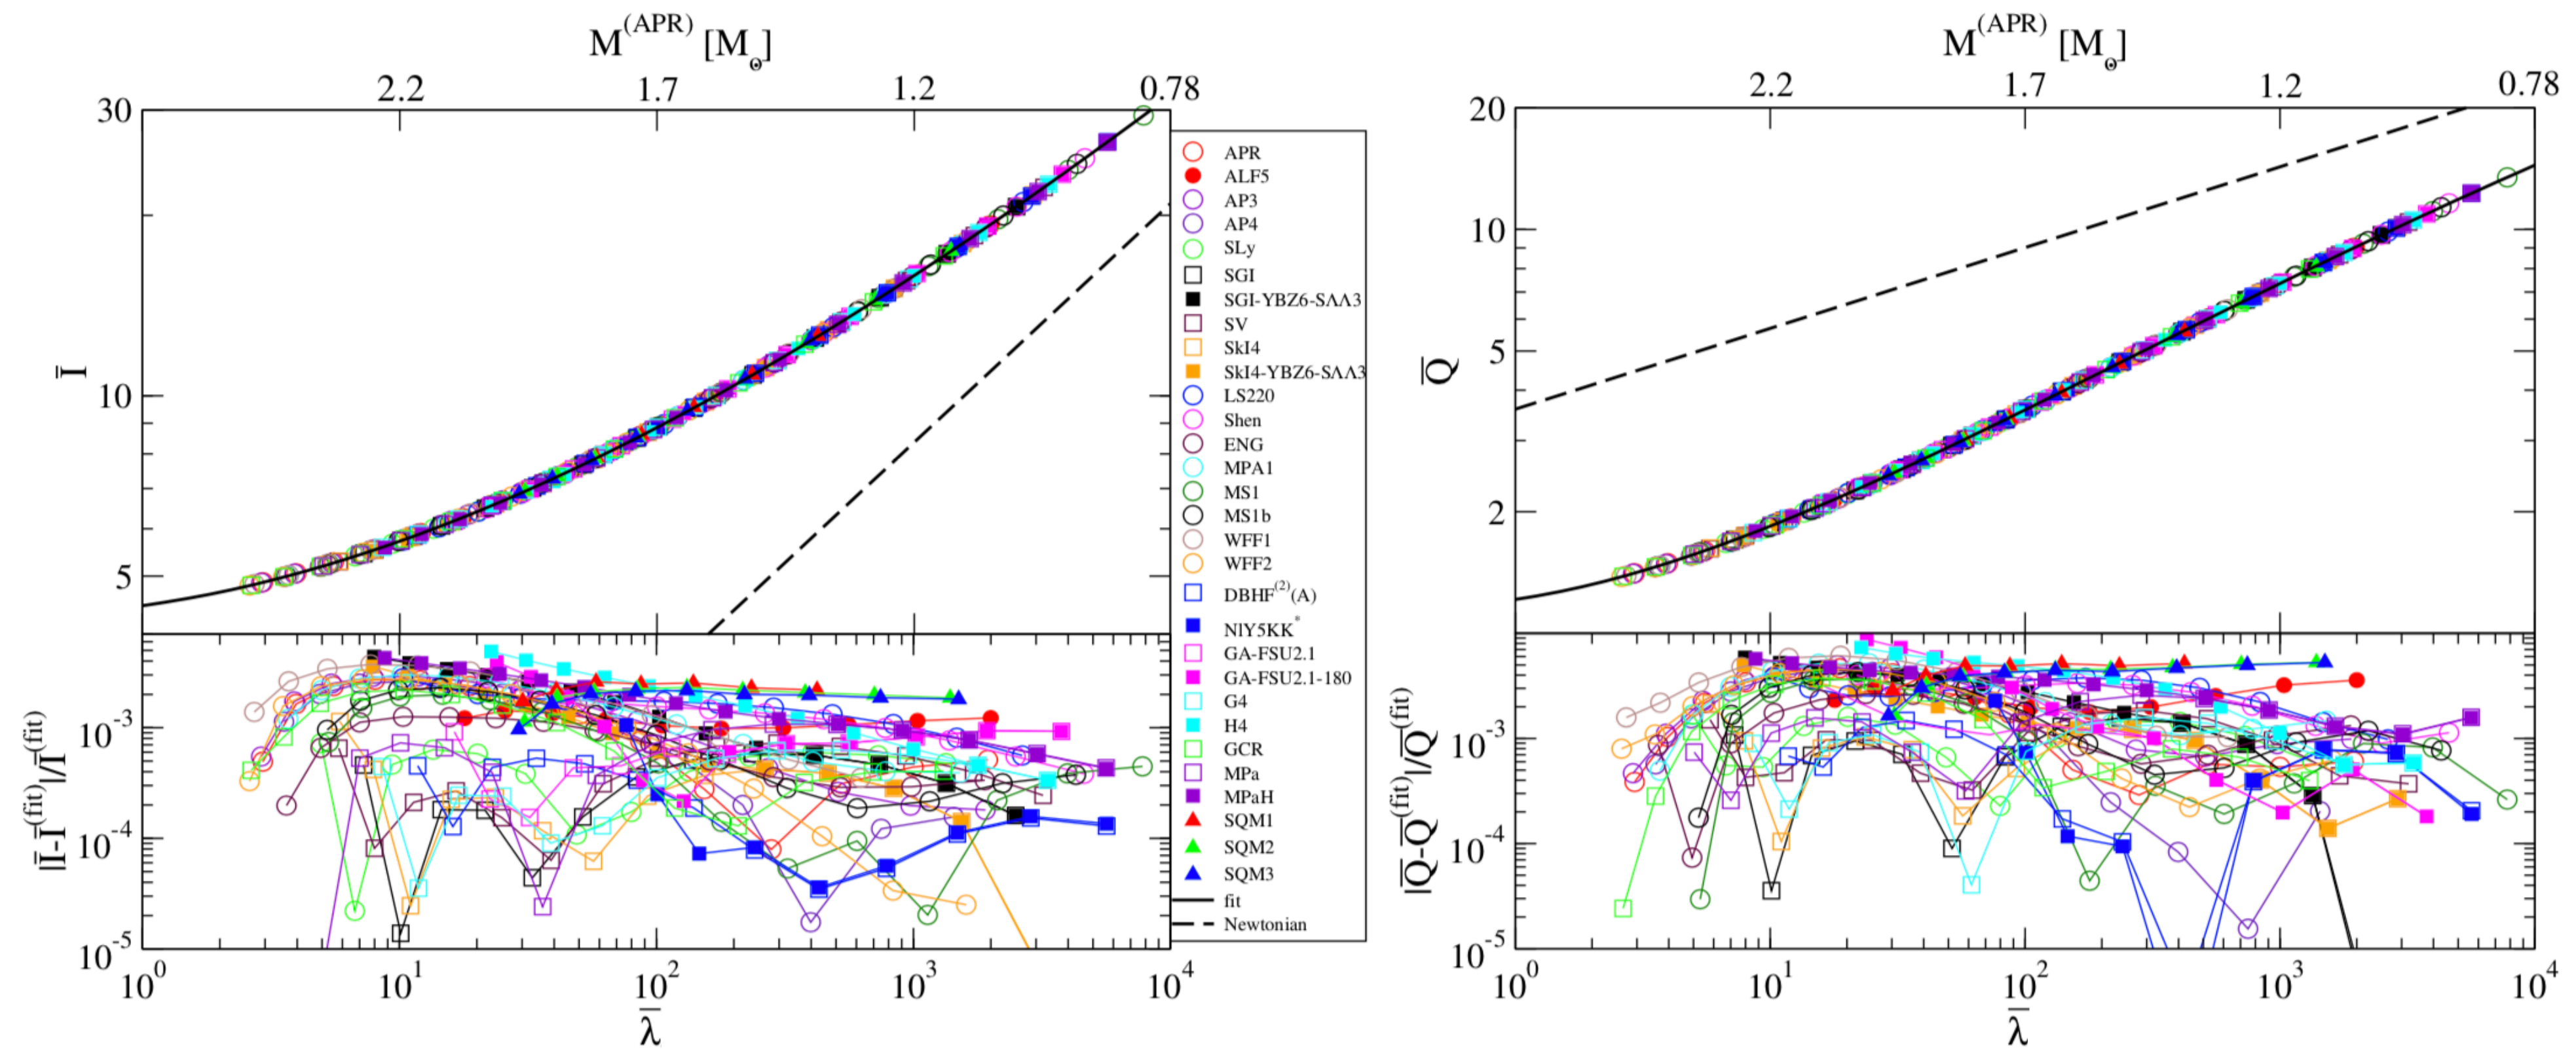 M^(APR) [M_⊙]
2.2 1.7 1.2 0.78
30
10
5
Ī
10^-3
10^-4
10^-5
|Ī-Ī^(fit)|/Ī^(fit)
10^0 10^1 10^2 10^3 10^4
λ̄
APR
ALF5
AP3
AP4
SLy
SGI
SGI-YBZ6-SΛΛ3
SV
SkI4
SkI4-YBZ6-SΛΛ3
LS220
Shen
ENG
MPA1
MS1
MS1b
WFF1
WFF2
DBHF^(2)(A)
NlY5KK*
GA-FSU2.1
GA-FSU2.1-180
G4
H4
GCR
MPa
MPaH
SQM1
SQM2
SQM3
fit
Newtonian
M^(APR) [M_⊙]
2.2 1.7 1.2 0.78
20
10
5
2
Q̄
10^-3
10^-4
10^-5
|Q̄-Q̄^(fit)|/Q̄^(fit)
10^0 10^1 10^2 10^3 10^4
λ̄